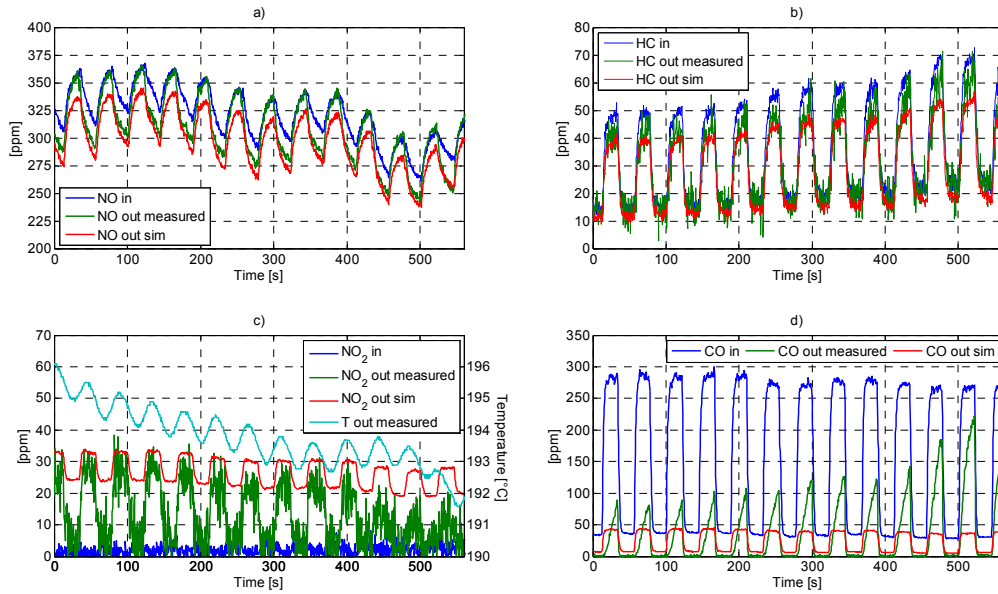 a)
400
375
350
325
300
275
250
225
200
[ppm]
NO in
NO out measured
NO out sim
0 100 200 300 400 500
Time [s]
b)
80
70
60
50
40
30
20
10
0
[ppm]
HC in
HC out measured
HC out sim
0 100 200 300 400 500
Time [s]
c)
70
60
50
40
30
20
10
0
[ppm]
NO2 in
NO2 out measured
NO2 out sim
T out measured
196
195
194
193
192
191
190
Temperature [°C]
0 100 200 300 400 500
Time [s]
d)
350
300
250
200
150
100
50
0
[ppm]
CO in CO out measured CO out sim
0 100 200 300 400 500
Time [s]